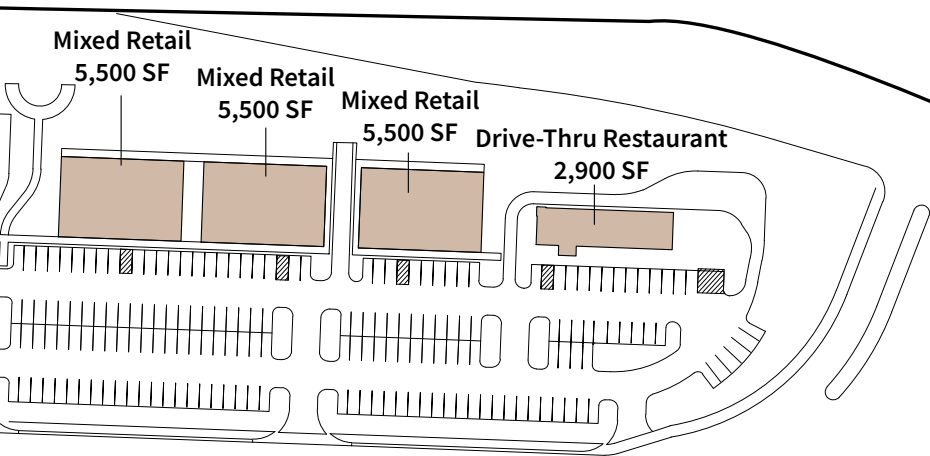 Mixed Retail
5,500 SF
Mixed Retail
5,500 SF
Mixed Retail
5,500 SF
Drive-Thru Restaurant
2,900 SF